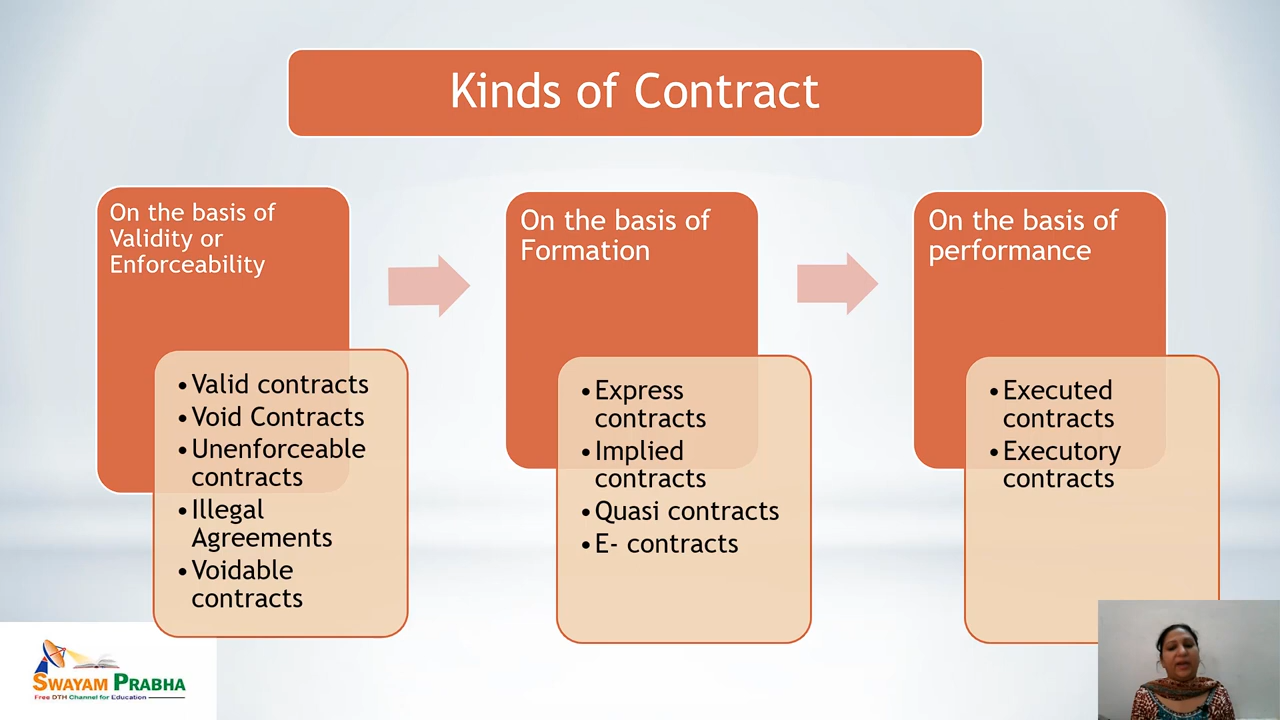 Kinds of Contract
On the basis of
Validity or
Enforceability
•Valid contracts
•Void Contracts
•Unenforceable
contracts
•Illegal
Agreements
•Voidable
contracts
On the basis of
Formation
•Express
contracts
•Implied
contracts
•Quasi contracts
•E- contracts
On the basis of
performance
•Executed
contracts
•Executory
contracts
SWAYAM PRABHA
Free DTH Channel for Education